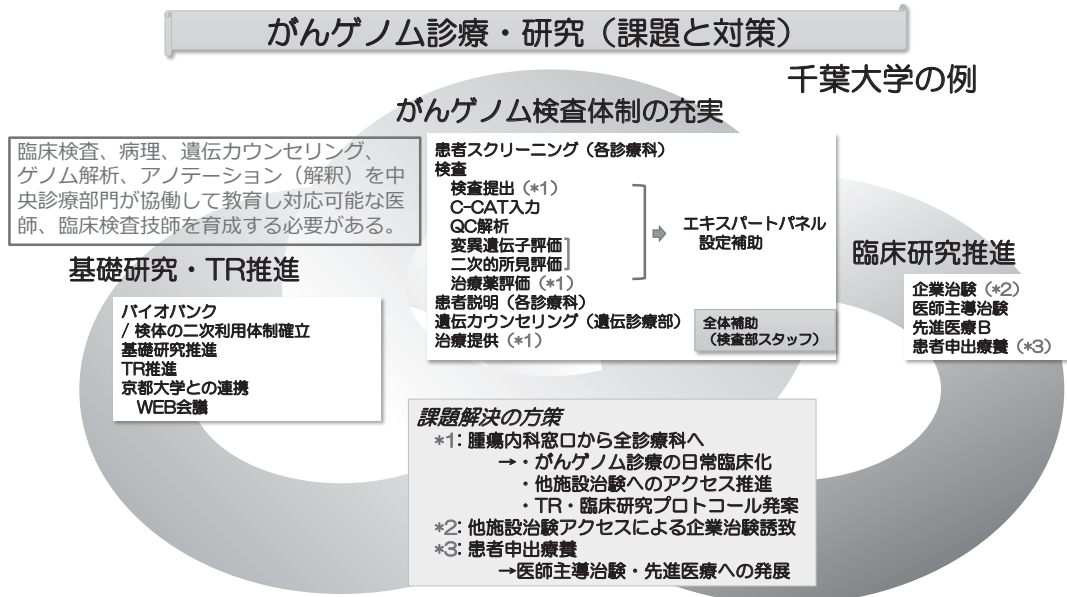 がんゲノム診療・研究（課題と対策）
千葉大学の例
がんゲノム検査体制の充実
臨床検査、病理、遺伝カウンセリング、
ゲノム解析、アノテーション（解釈）を中
央診療部門が協働して教育し対応可能な医
師、臨床検査技師を育成する必要がある。
患者スクリーニング（各診療科）
検査
検査提出（*1）
C-CAT入力
QC解析
変異遺伝子評価
二次的所見評価
治療薬評価（*1）
患者説明（各診療科）
遺伝カウンセリング（遺伝診療部）
治療提供（*1）
エキスパートパネル
設定補助
全体補助
（検査部スタッフ）
基礎研究・TR推進
バイオバンク
/ 検体の二次利用体制確立
基礎研究推進
TR推進
京都大学との連携
WEB会議
臨床研究推進
企業治験（*2）
医師主導治験
先進医療B
患者申出療養（*3）
課題解決の方策
*1: 腫瘍内科窓口から全診療科へ
→・がんゲノム診療の日常臨床化
・他施設治験へのアクセス推進
・TR・臨床研究プロトコール発案
*2: 他施設治験アクセスによる企業治験誘致
*3: 患者申出療養
→医師主導治験・先進医療への発展